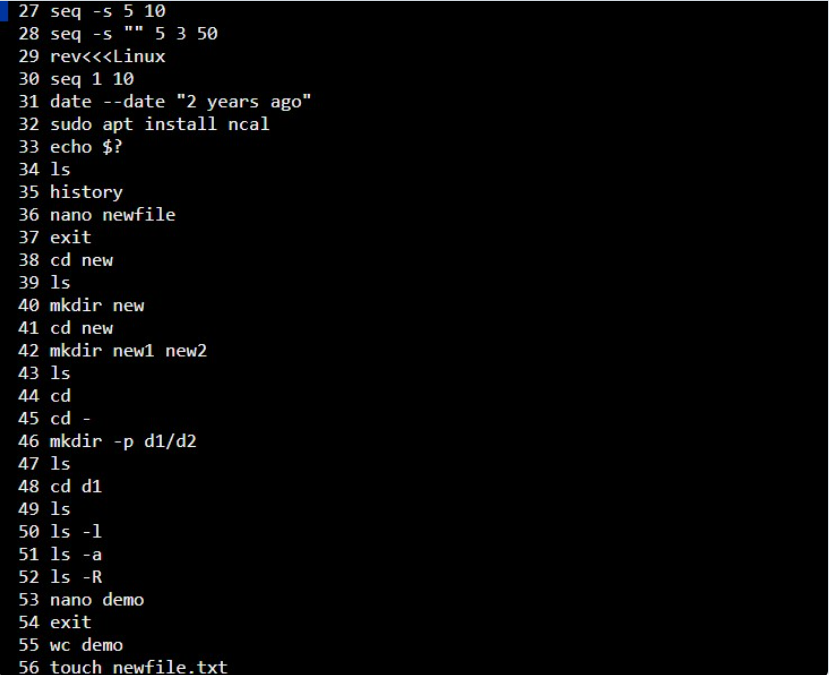 27 seq -s 5 10
28 seq -s "" 5 3 50
29 rev<<<Linux
30 seq 1 10
31 date --date "2 years ago"
32 sudo apt install ncal
33 echo $?
34 ls
35 history
36 nano newfile
37 exit
38 cd new
39 ls
40 mkdir new
41 cd new
42 mkdir new1 new2
43 ls
44 cd
45 cd -
46 mkdir -p d1/d2
47 ls
48 cd d1
49 ls
50 ls -l
51 ls -a
52 ls -R
53 nano demo
54 exit
55 wc demo
56 touch newfile.txt